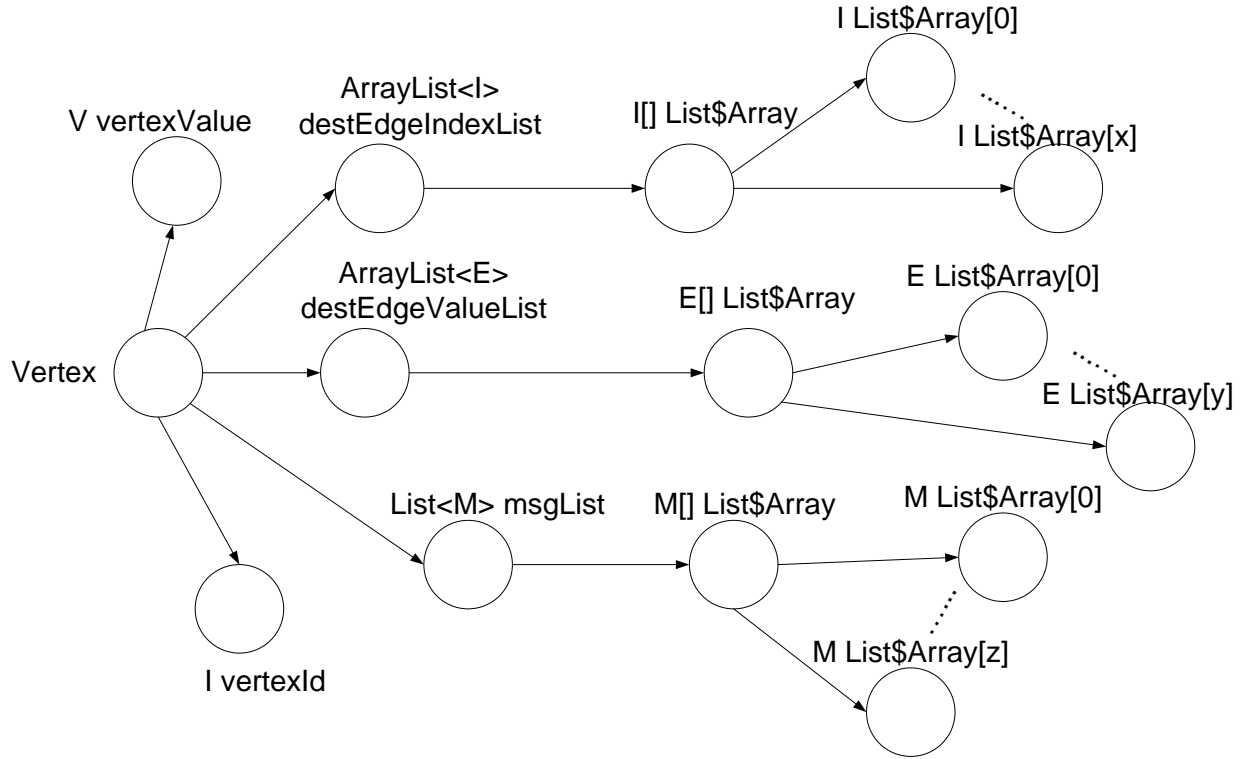 I List$Array[0]
ArrayList<I>
destEdgeIndexList
V vertexValue
I[] List$Array
I List$Array[x]
ArrayList<E>
destEdgeValueList
E[] List$Array
E List$Array[0]
Vertex
E List$Array[y]
List<M> msgList
M[] List$Array
M List$Array[0]
M List$Array[z]
I vertexId